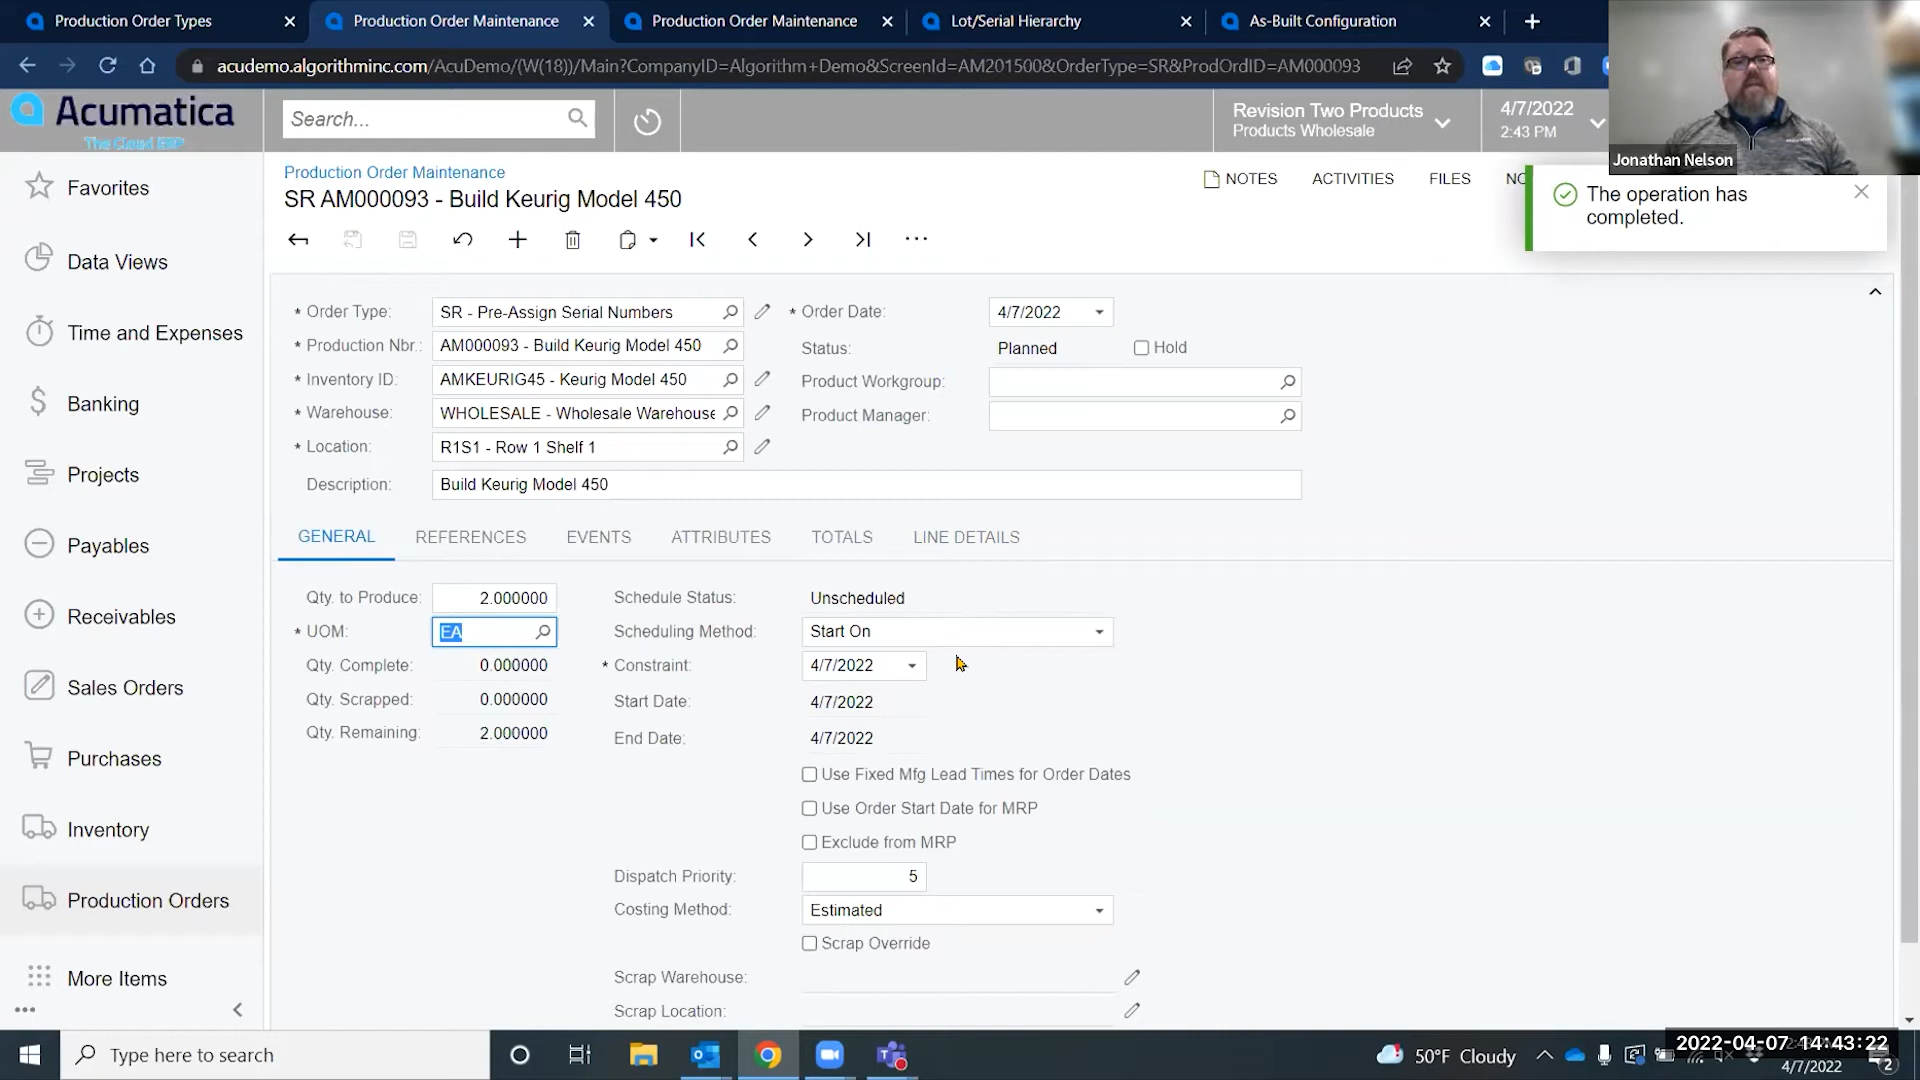 Production Order Types
Production Order Maintenance
Production Order Maintenance
Lot/Serial Hierarchy
As-Built Configuration
acudemo.algorithminc.com/AcuDemo/(W(18))/Main?CompanyID=Algorithm+Demo&ScreenId=AM201500&OrderType=SR&ProdOrdID=AM000093
Acumatica
The Cloud ERP
Search...
Revision Two Products
Products Wholesale
4/7/2022
2:43 PM
Jonathan Nelson
Favorites
Data Views
Time and Expenses
Banking
Projects
Payables
Receivables
Sales Orders
Purchases
Inventory
Production Orders
More Items
Production Order Maintenance
SR AM000093 - Build Keurig Model 450
NOTES
ACTIVITIES
FILES
The operation has
completed.
* Order Type: SR - Pre-Assign Serial Numbers
* Production Nbr.: AM000093 - Build Keurig Model 450
* Inventory ID: AMKEURIG45 - Keurig Model 450
* Warehouse: WHOLESALE - Wholesale Warehouse
* Location: R1S1 - Row 1 Shelf 1
Description: Build Keurig Model 450
* Order Date: 4/7/2022
Status: Planned Hold
Product Workgroup:
Product Manager:
GENERAL REFERENCES EVENTS ATTRIBUTES TOTALS LINE DETAILS
Qty. to Produce: 2.000000
* UOM: EA
Qty. Complete: 0.000000
Qty. Scrapped: 0.000000
Qty. Remaining: 2.000000
Schedule Status: Unscheduled
Scheduling Method: Start On
* Constraint: 4/7/2022
Start Date: 4/7/2022
End Date: 4/7/2022
Use Fixed Mfg Lead Times for Order Dates
Use Order Start Date for MRP
Exclude from MRP
Dispatch Priority: 5
Costing Method: Estimated
Scrap Override
Scrap Warehouse:
Scrap Location:
Type here to search
50°F Cloudy
2022-04-07 14:43:22
4/7/2022
2